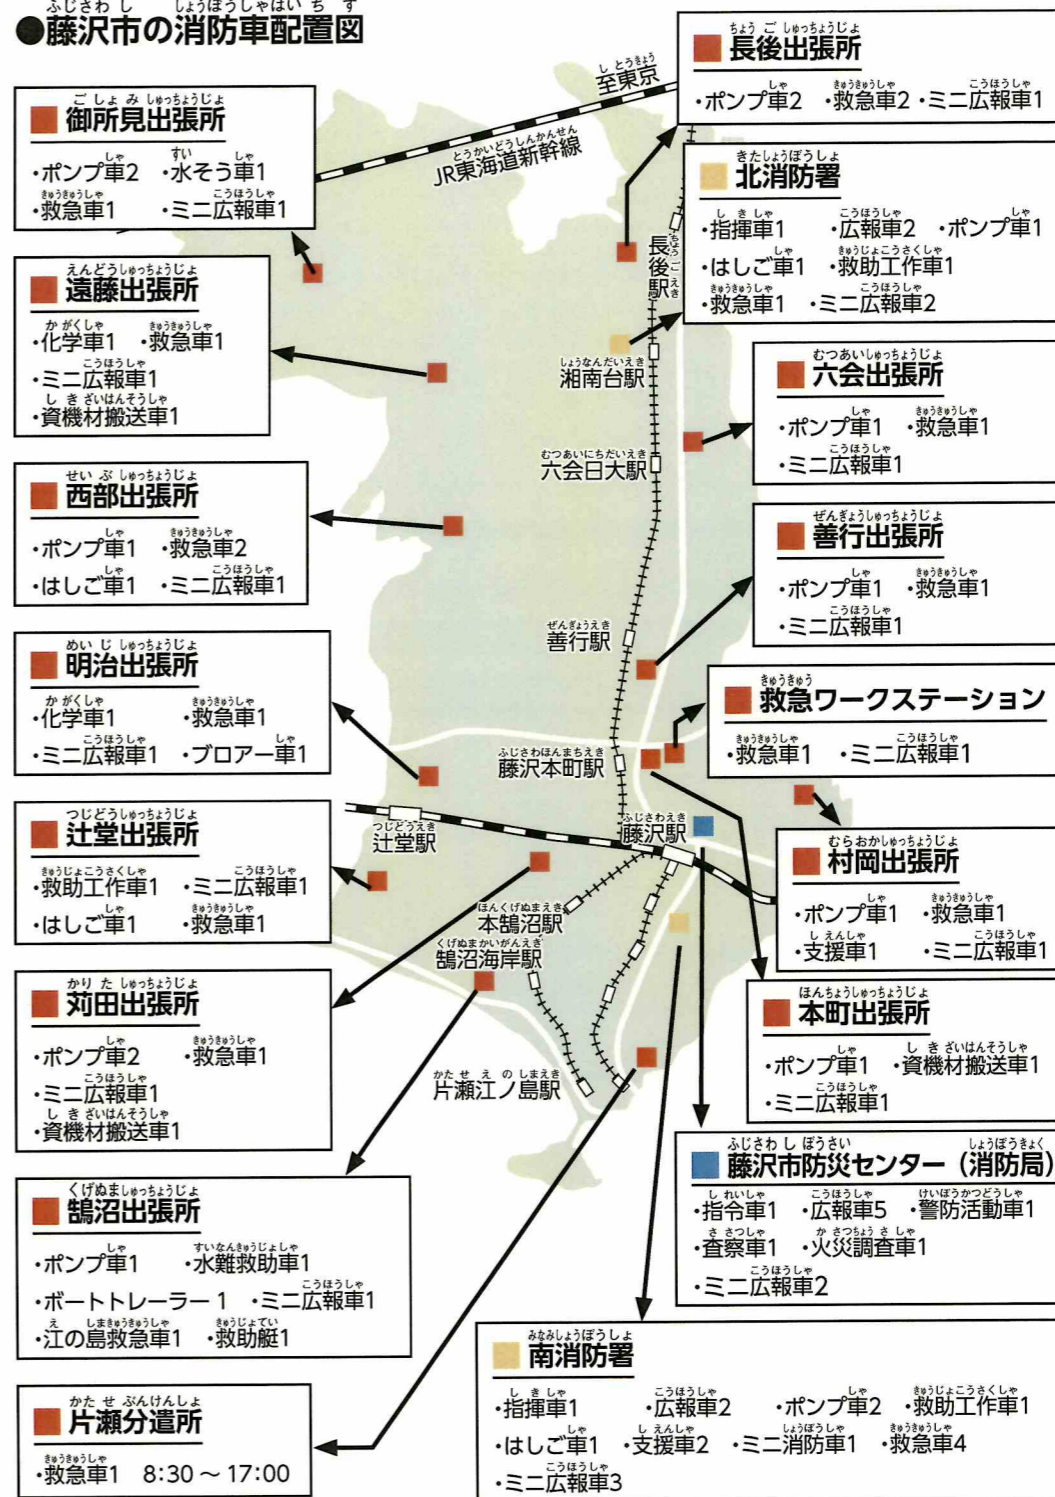 ●藤沢市の消防車配置図
御所見出張所
・ポンプ車2 ・水そう車1
・救急車1 ・ミニ広報車1
遠藤出張所
・化学車1 ・救急車1
・ミニ広報車1
・資機材搬送車1
西部出張所
・ポンプ車1 ・救急車2
・はしご車1 ・ミニ広報車1
明治出張所
・化学車1 ・救急車1
・ミニ広報車1 ・ブロアー車1
辻堂出張所
・救助工作車1 ・ミニ広報車1
・はしご車1 ・救急車1
苅田出張所
・ポンプ車2 ・救急車1
・ミニ広報車1
・資機材搬送車1
鵠沼出張所
・ポンプ車1 ・水難救助車1
・ボートトレーラー1 ・ミニ広報車1
・江の島救急車1 ・救助艇1
片瀬分遣所
・救急車1 8:30～17:00
至東京
JR東海道新幹線
長後駅
湘南台駅
六会日大駅
善行駅
藤沢本町駅
辻堂駅
藤沢駅
本鵠沼駅
鵠沼海岸駅
片瀬江ノ島駅
長後出張所
・ポンプ車2 ・救急車2 ・ミニ広報車1
北消防署
・指揮車1 ・広報車2 ・ポンプ車1
・はしご車1 ・救助工作車1
・救急車1 ・ミニ広報車2
六会出張所
・ポンプ車1 ・救急車1
・ミニ広報車1
善行出張所
・ポンプ車1 ・救急車1
・ミニ広報車1
救急ワークステーション
・救急車1 ・ミニ広報車1
村岡出張所
・ポンプ車1 ・救急車1
・支援車1 ・ミニ広報車1
本町出張所
・ポンプ車1 ・資機材搬送車1
・ミニ広報車1
藤沢市防災センター（消防局）
・指令車1 ・広報車5 ・警防活動車1
・査察車1 ・火災調査車1
・ミニ広報車2
南消防署
・指揮車1 ・広報車2 ・ポンプ車2 ・救助工作車1
・はしご車1 ・支援車2 ・ミニ消防車1 ・救急車4
・ミニ広報車3